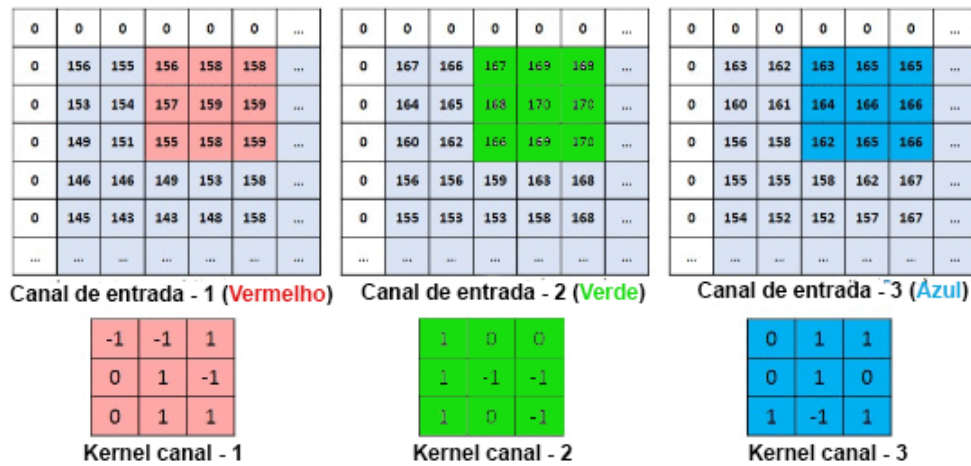 0 0 0 0 0 0 ...
0 156 155 156 158 158 ...
0 153 154 157 159 159 ...
0 149 151 155 158 159 ...
0 146 146 149 153 158 ...
0 145 143 143 148 158 ...
... ... ... ... ... ... ...
Canal de entrada - 1 (Vermelho)
0 0 0 0 0 0 ...
0 167 166 167 169 169 ...
0 164 165 168 170 170 ...
0 160 162 166 169 170 ...
0 156 156 159 163 168 ...
0 155 153 153 158 168 ...
... ... ... ... ... ... ...
Canal de entrada - 2 (Verde)
0 0 0 0 0 0 ...
0 163 162 163 165 165 ...
0 160 161 164 166 166 ...
0 156 158 162 165 166 ...
0 155 155 158 162 167 ...
0 154 152 152 157 167 ...
... ... ... ... ... ... ...
Canal de entrada - 3 (Azul)
-1 -1 1
0 1 -1
0 1 1
Kernel canal - 1
1 0 0
1 -1 -1
1 0 -1
Kernel canal - 2
0 1 1
0 1 0
1 -1 1
Kernel canal - 3